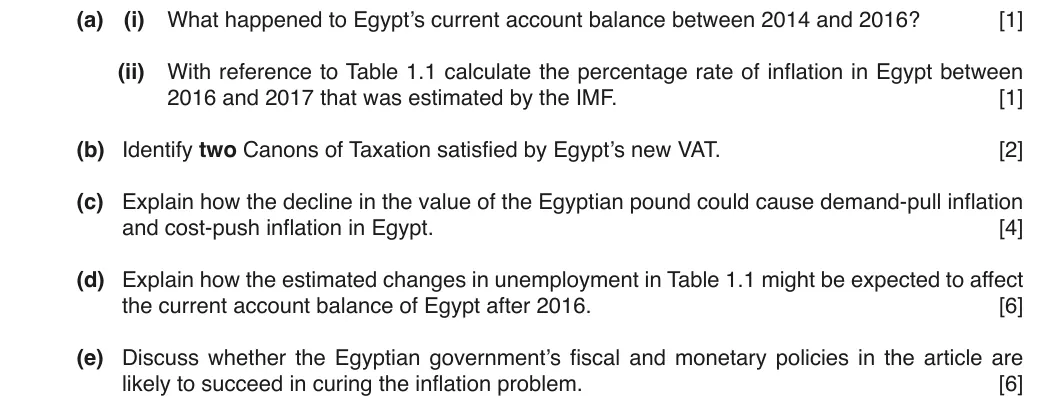 (a) (i) What happened to Egypt’s current account balance between 2014 and 2016? [1]
(ii) With reference to Table 1.1 calculate the percentage rate of inflation in Egypt between
2016 and 2017 that was estimated by the IMF. [1]
(b) Identify two Canons of Taxation satisfied by Egypt’s new VAT. [2]
(c) Explain how the decline in the value of the Egyptian pound could cause demand-pull inflation
and cost-push inflation in Egypt. [4]
(d) Explain how the estimated changes in unemployment in Table 1.1 might be expected to affect
the current account balance of Egypt after 2016. [6]
(e) Discuss whether the Egyptian government’s fiscal and monetary policies in the article are
likely to succeed in curing the inflation problem. [6]